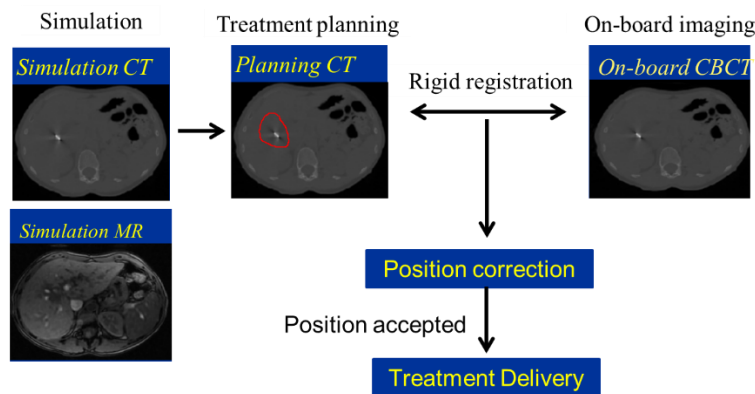 Simulation
Treatment planning
On-board imaging
Simulation CT
Planning CT
On-board CBCT
Rigid registration
Simulation MR
Position correction
Position accepted
Treatment Delivery